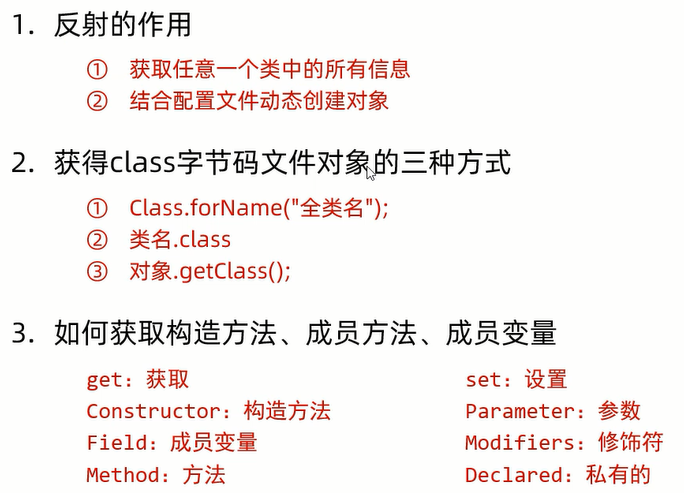 1. 反射的作用
① 获取任意一个类中的所有信息
② 结合配置文件动态创建对象
2. 获得class字节码文件对象的三种方式
① Class.forName("全类名");
② 类名.class
③ 对象.getClass();
3. 如何获取构造方法、成员方法、成员变量
get：获取 set：设置
Constructor：构造方法 Parameter：参数
Field：成员变量 Modifiers：修饰符
Method：方法 Declared：私有的